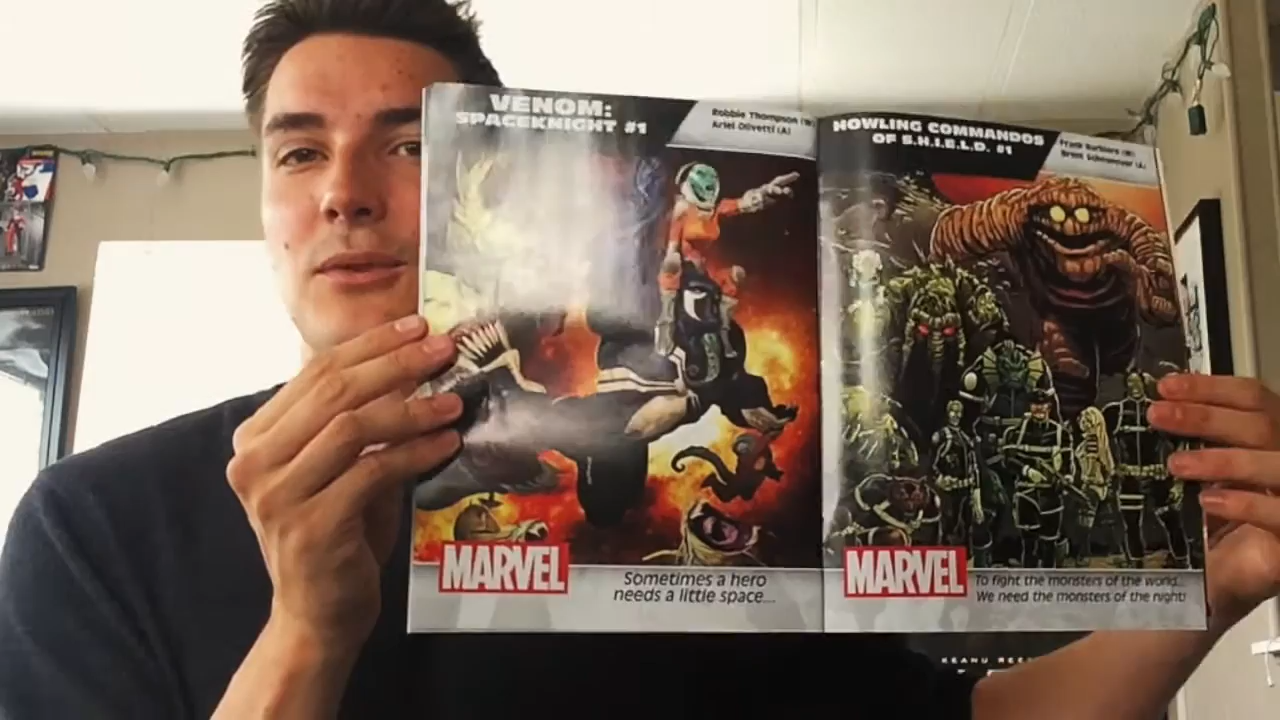 VENOM:
SPACEKNIGHT #1
Robbie Thompson (W)
Ariel Olivetti (A)
HOWLING COMMANDOS
OF S.H.I.E.L.D. #1
Frank Barbiere (W)
Brent Schoonover (A)
MARVEL
Sometimes a hero
needs a little space...
MARVEL
To fight the monsters of the world...
We need the monsters of the night!
KEANU